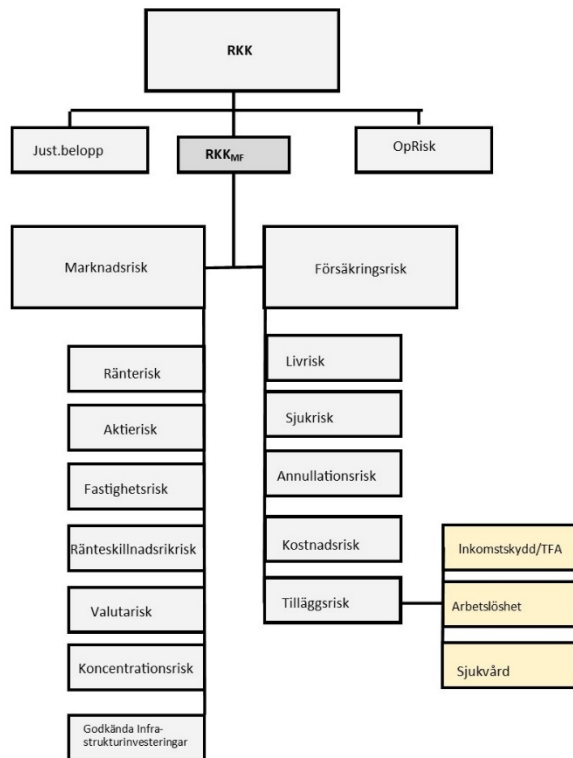 RKK
Just.belopp
RKKMF
OpRisk
Marknadsrisk
Försäkringsrisk
Ränterisk
Aktierisk
Fastighetsrisk
Ränteskillnadsrikrisk
Valutarisk
Koncentrationsrisk
Godkända Infra-
strukturinvesteringar
Livrisk
Sjukrisk
Annullationsrisk
Kostnadsrisk
Tilläggsrisk
Inkomstskydd/TFA
Arbetslöshet
Sjukvård